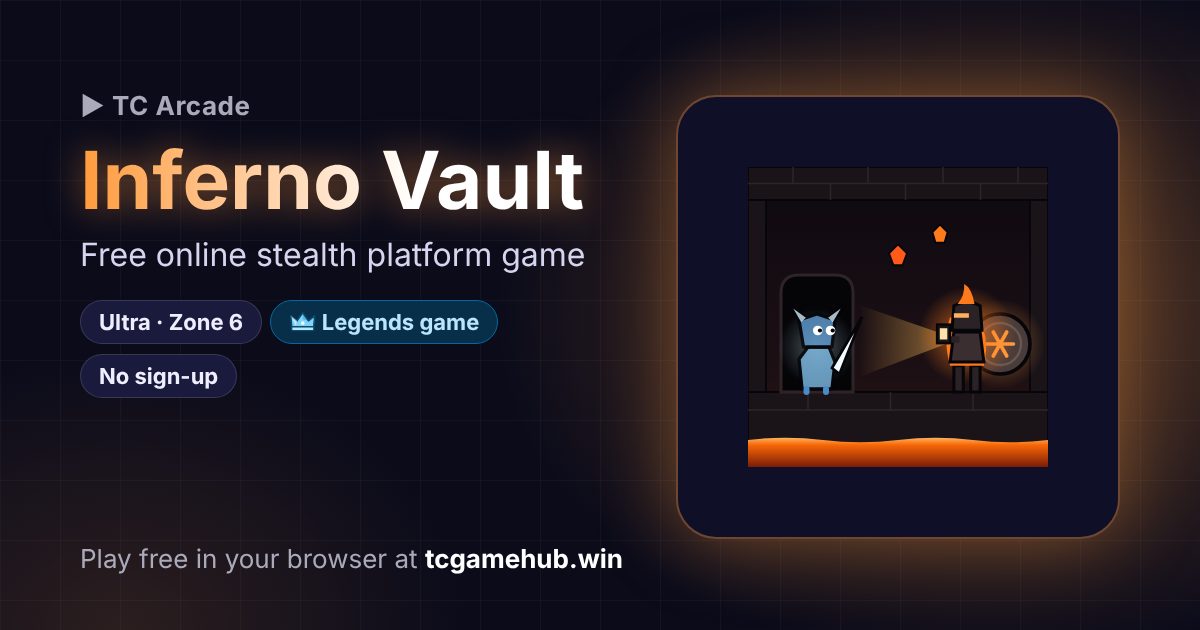 ▶ TC Arcade
Inferno Vault
Free online stealth platform game
Ultra · Zone 6
Legends game
No sign-up
Play free in your browser at tcgamehub.win